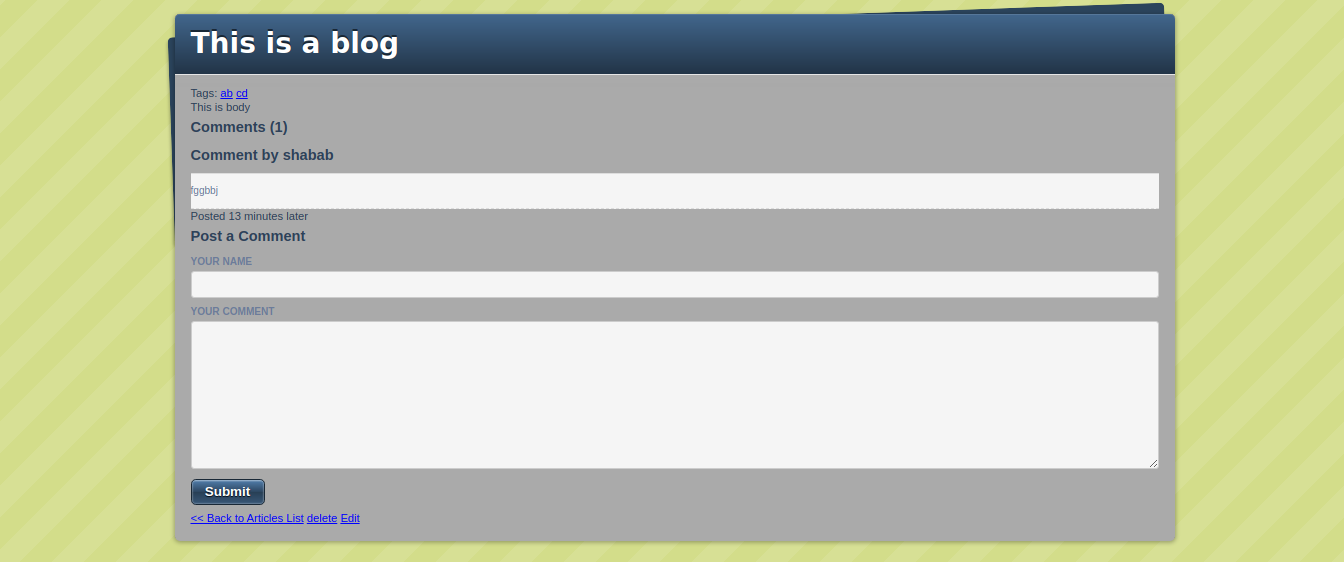 This is a blog
Tags: ab cd
This is body
Comments (1)
Comment by shabab
fggbbj
Posted 13 minutes later
Post a Comment
YOUR NAME
YOUR COMMENT
Submit
<< Back to Articles List delete Edit